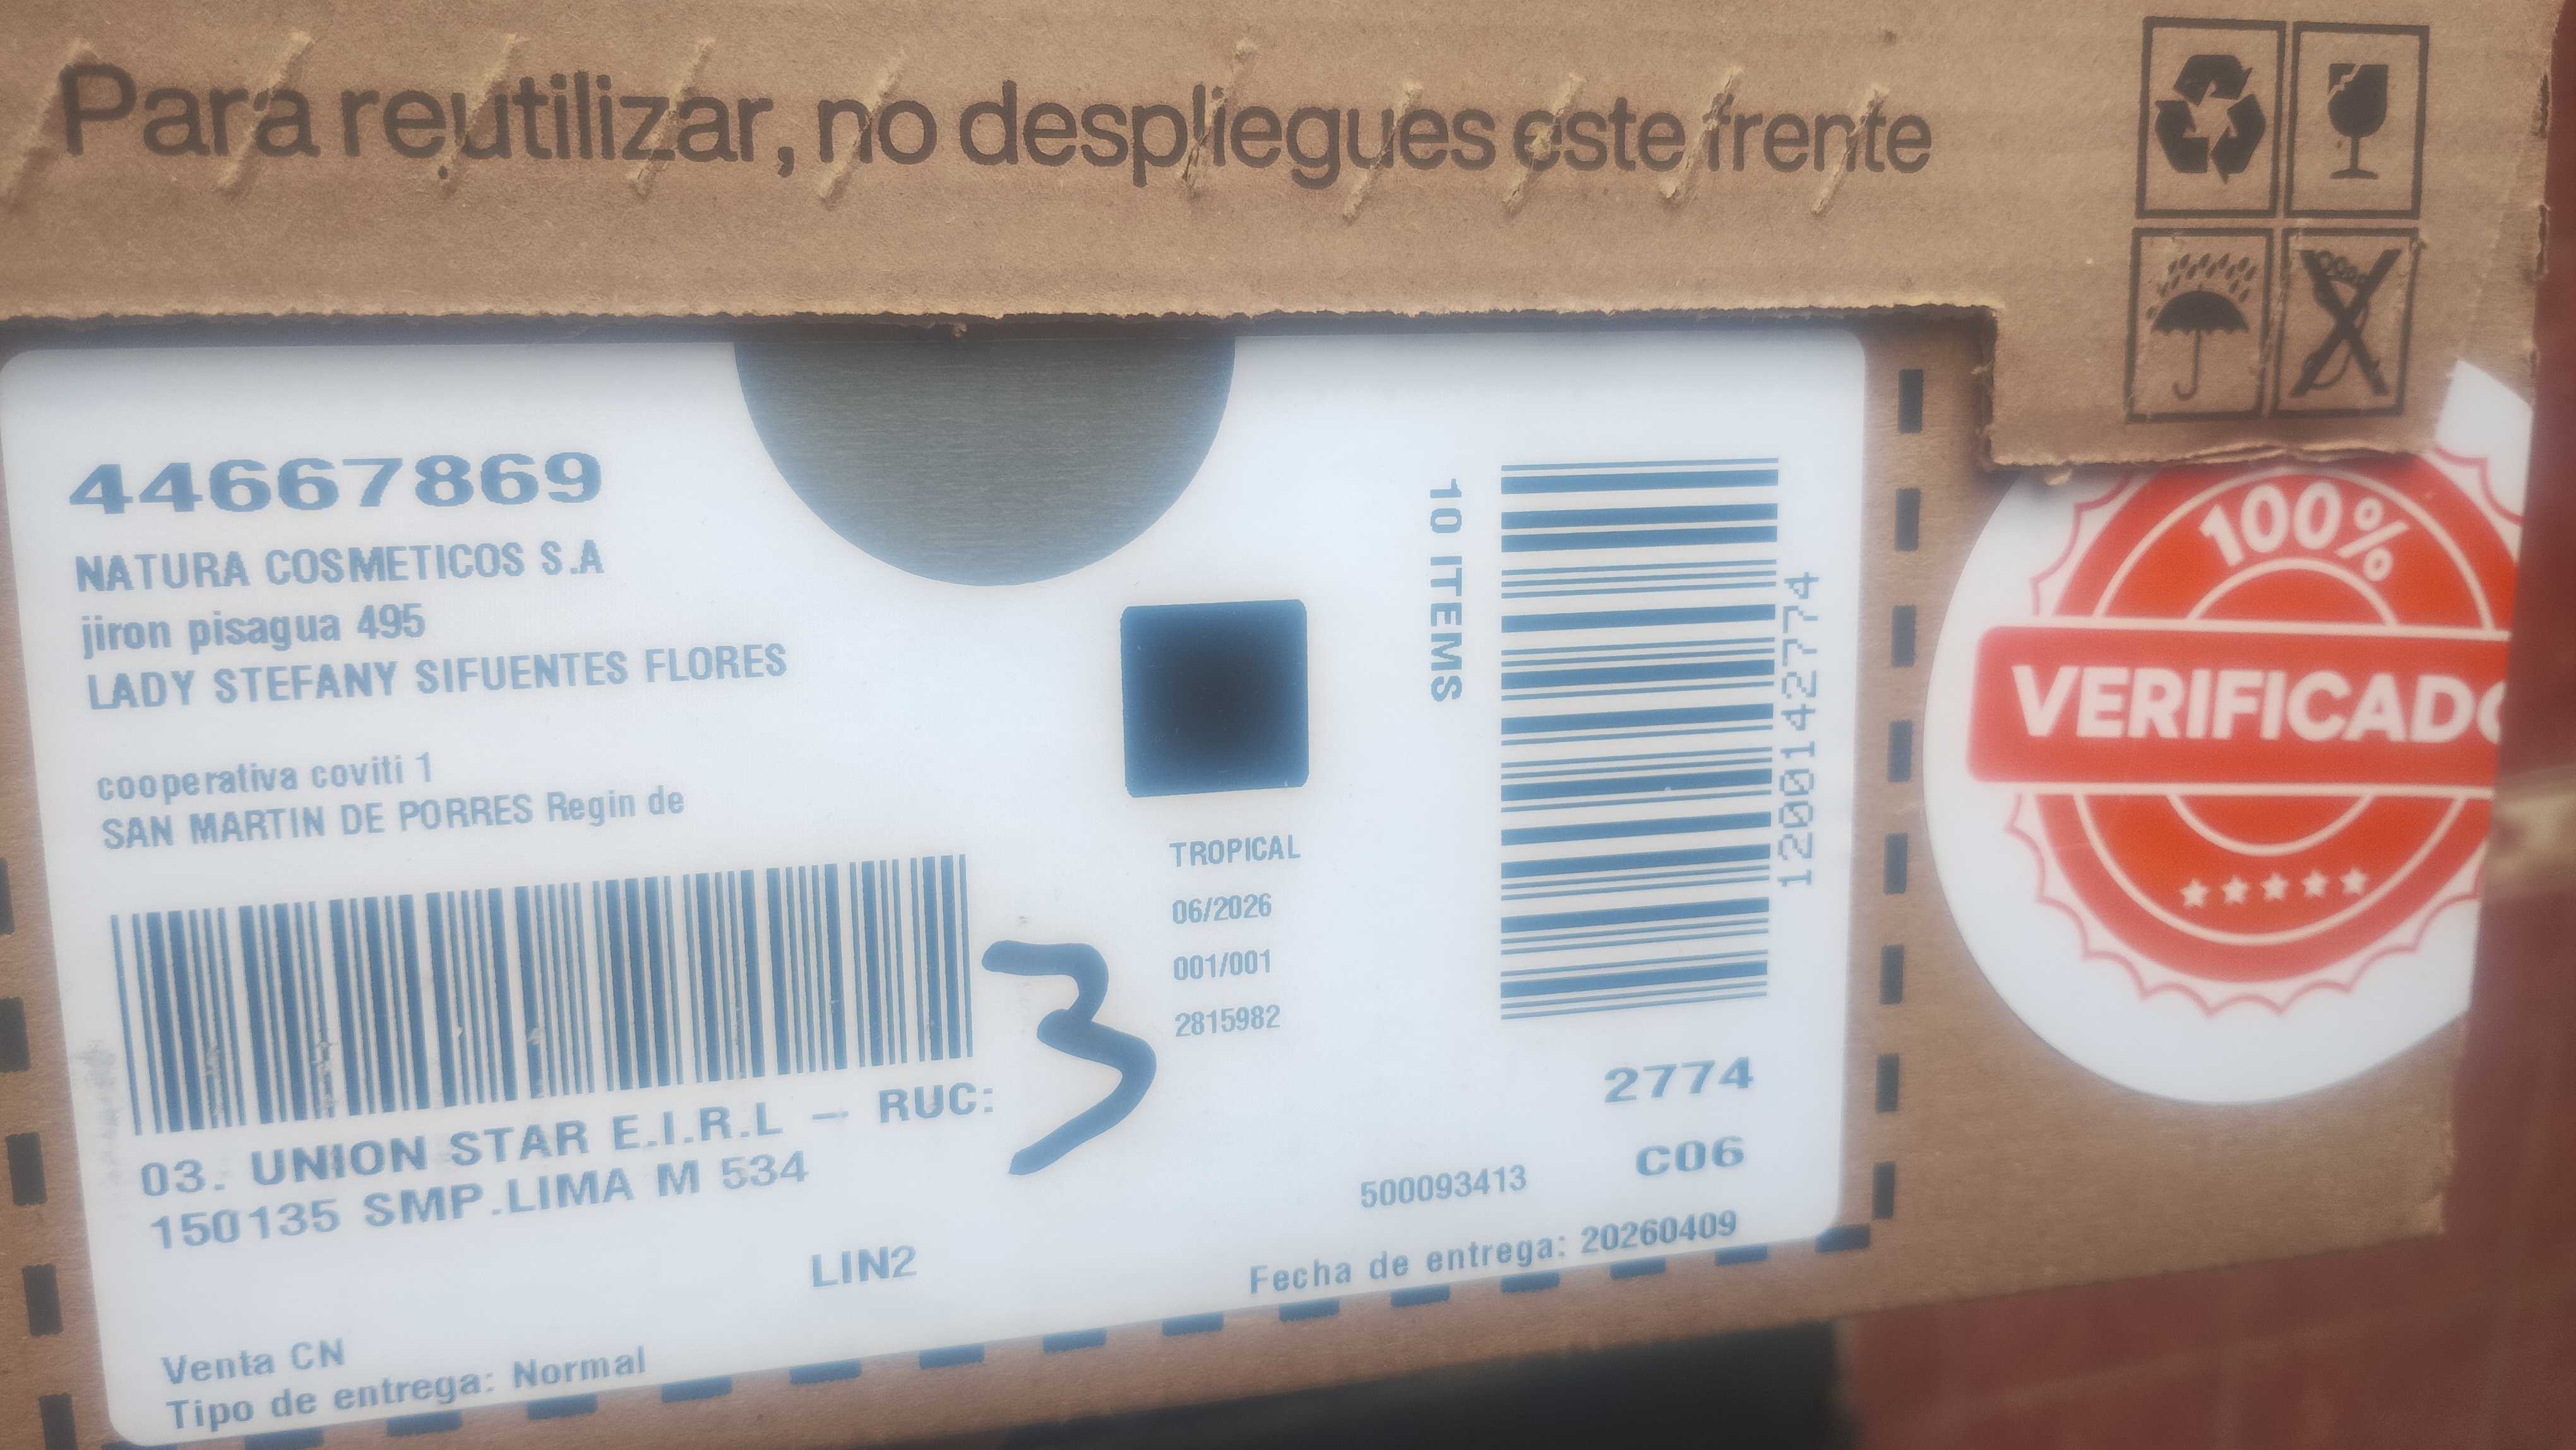 Para reutilizar, no despliegues este frente
44667869
NATURA COSMETICOS S.A
jiron pisagua 495
LADY STEFANY SIFUENTES FLORES
cooperativa coviti 1
SAN MARTIN DE PORRES Regin de
03. UNION STAR E.I.R.L – RUC:
150135 SMP.LIMA M 534
LIN2
Venta CN
Tipo de entrega: Normal
3
TROPICAL
06/2026
001/001
2815982
10 ITEMS
120014277​4
2774
C06
500093413
Fecha de entrega: 20260409
100%
VERIFICADO